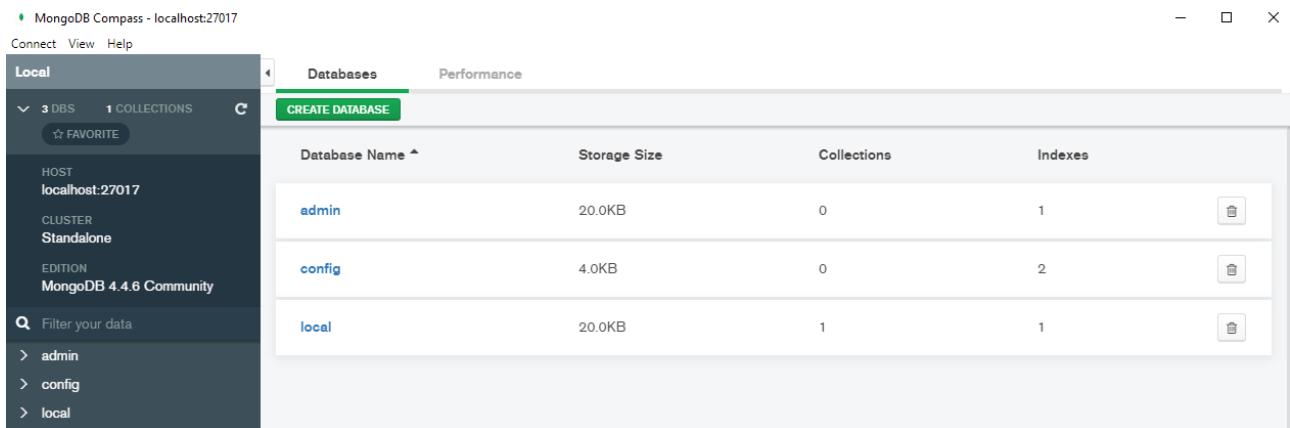 MongoDB Compass - localhost:27017
Connect View Help
Local
3 DBS 1 COLLECTIONS
FAVORITE
HOST
localhost:27017
CLUSTER
Standalone
EDITION
MongoDB 4.4.6 Community
Filter your data
admin
config
local
Databases Performance
CREATE DATABASE
Database Name Storage Size Collections Indexes
admin 20.0KB 0 1
config 4.0KB 0 2
local 20.0KB 1 1